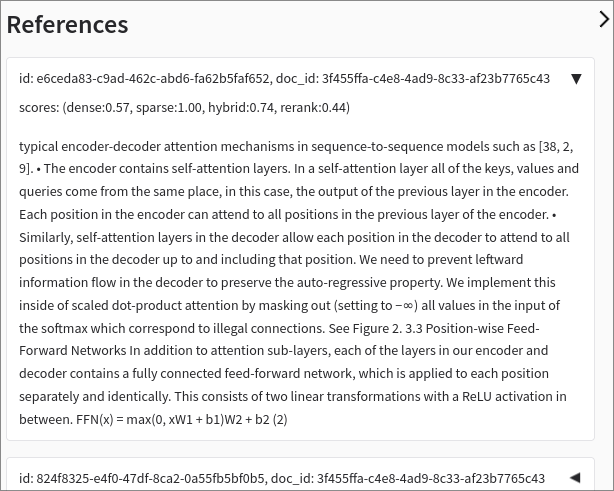 References
id: e6ceda83-c9ad-462c-abd6-fa62b5faf652, doc_id: 3f455ffa-c4e8-4ad9-8c33-af23b7765c43
scores: (dense:0.57, sparse:1.00, hybrid:0.74, rerank:0.44)
typical encoder-decoder attention mechanisms in sequence-to-sequence models such as [38, 2,
9]. • The encoder contains self-attention layers. In a self-attention layer all of the keys, values and
queries come from the same place, in this case, the output of the previous layer in the encoder.
Each position in the encoder can attend to all positions in the previous layer of the encoder. •
Similarly, self-attention layers in the decoder allow each position in the decoder to attend to all
positions in the decoder up to and including that position. We need to prevent leftward
information flow in the decoder to preserve the auto-regressive property. We implement this
inside of scaled dot-product attention by masking out (setting to −∞) all values in the input of
the softmax which correspond to illegal connections. See Figure 2. 3.3 Position-wise Feed-
Forward Networks In addition to attention sub-layers, each of the layers in our encoder and
decoder contains a fully connected feed-forward network, which is applied to each position
separately and identically. This consists of two linear transformations with a ReLU activation in
between. FFN(x) = max(0, xW1 + b1)W2 + b2 (2)
id: 824f8325-e4f0-47df-8ca2-0a55fb5bf0b5, doc_id: 3f455ffa-c4e8-4ad9-8c33-af23b7765c43